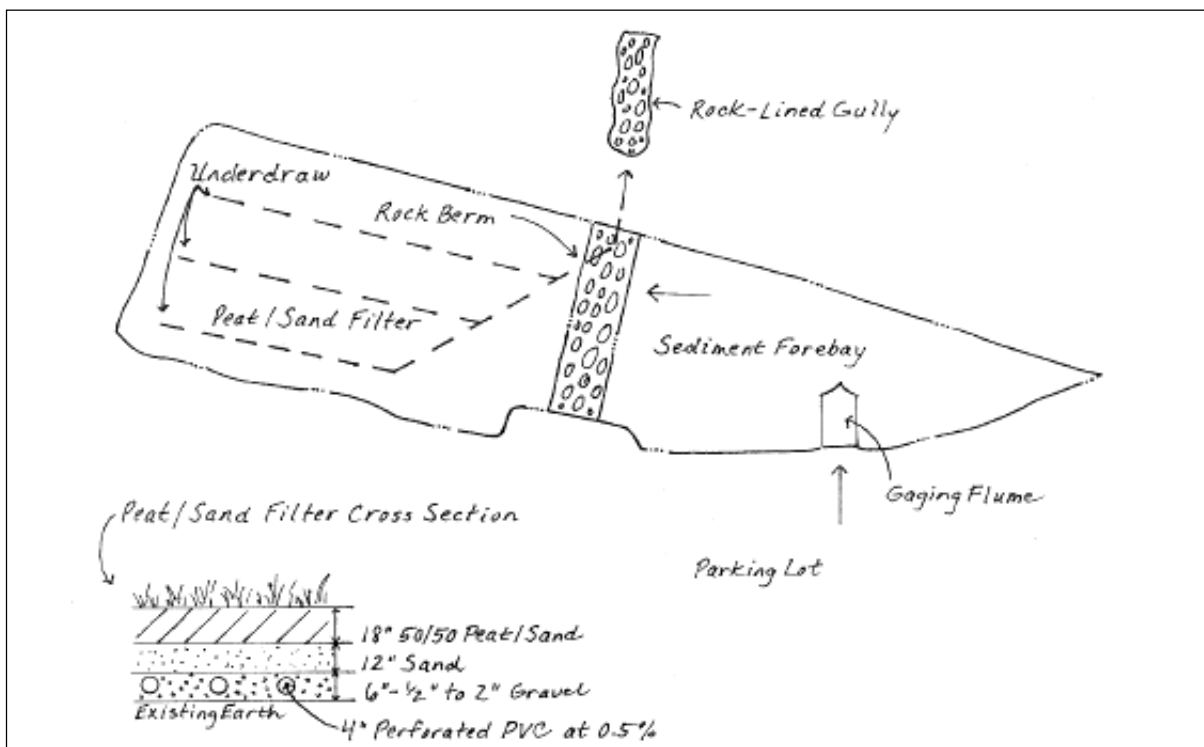 Rock-Lined Gully
Underdraw
Rock Berm
Peat/Sand Filter
Sediment Forebay
Gaging Flume
Parking Lot
Peat/Sand Filter Cross Section
18" 50/50 Peat/Sand
12" Sand
6"-1/2" to 2" Gravel
Existing Earth
4" Perforated PVC at 0.5%